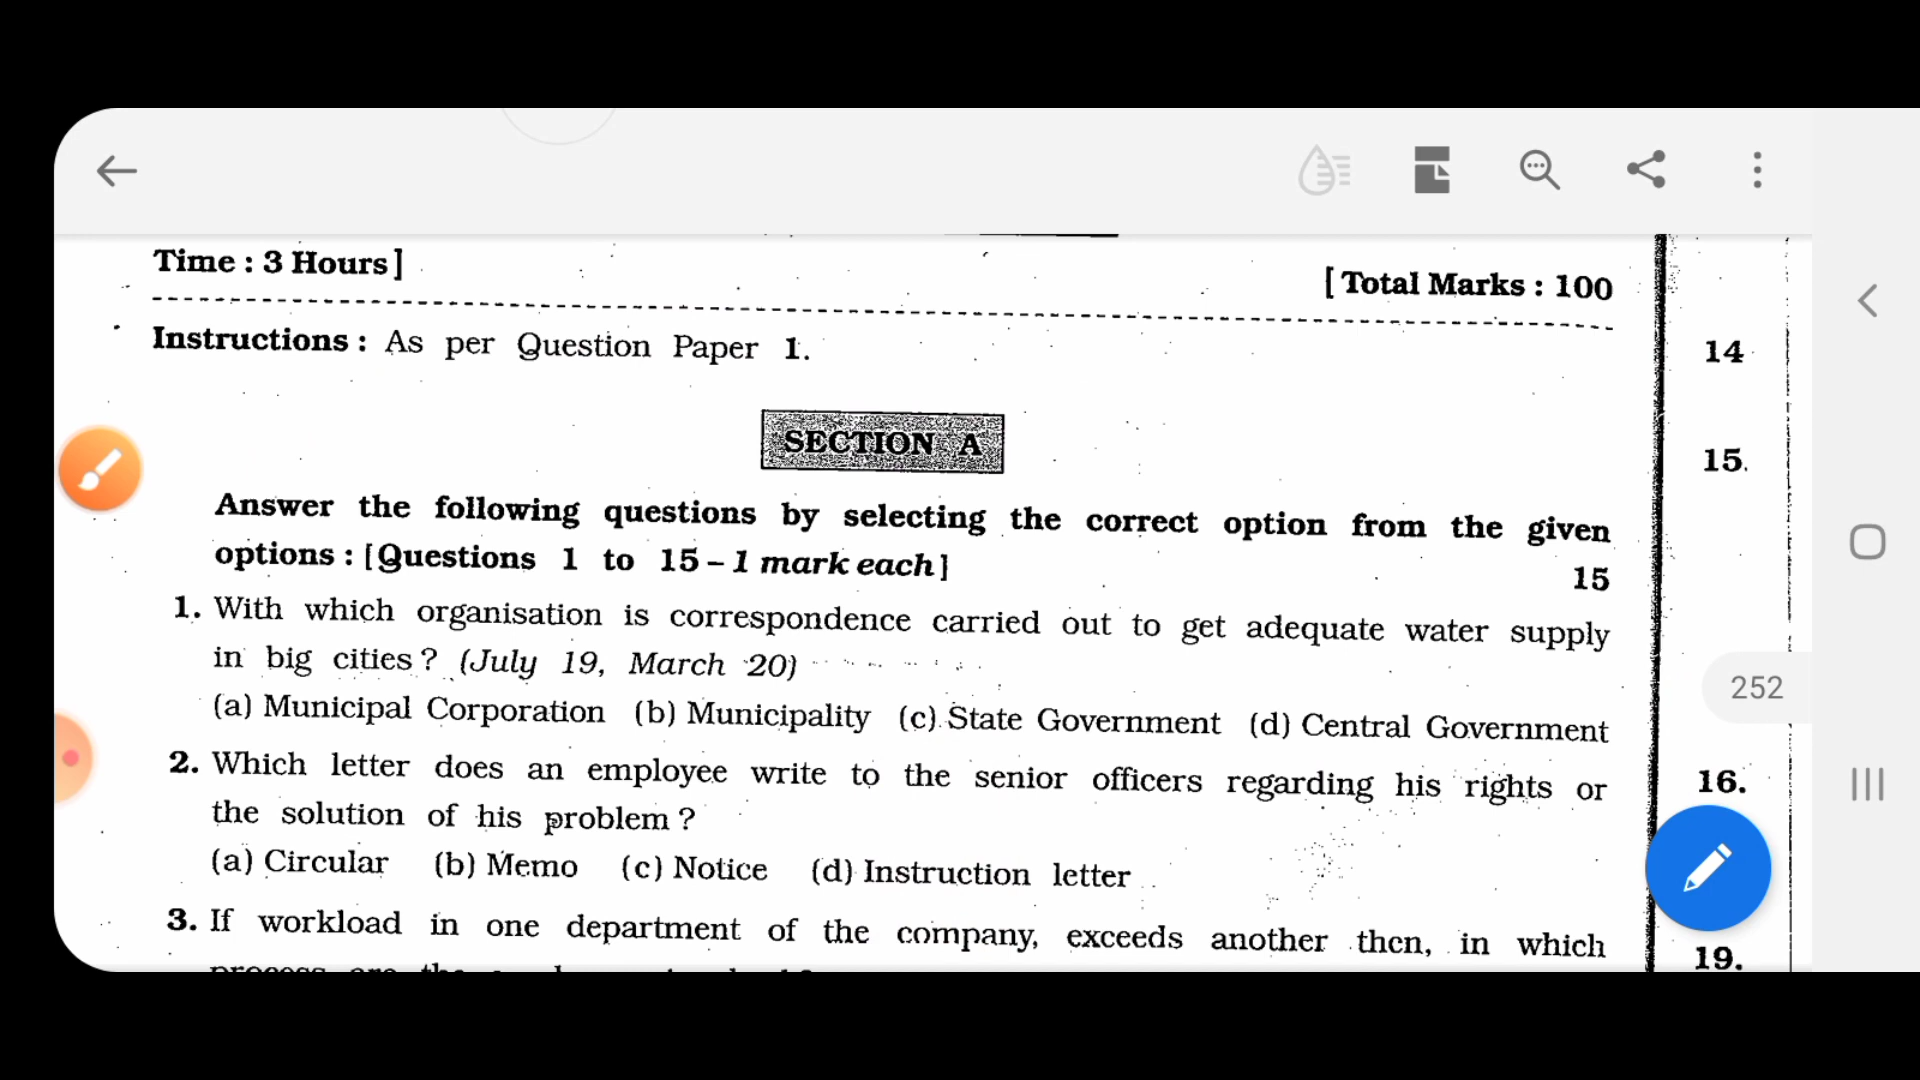 Time : 3 Hours]
[Total Marks : 100
Instructions : As per Question Paper 1.
14
SECTION A
15.
Answer the following questions by selecting the correct option from the given
options : [Questions 1 to 15 – 1 mark each]
15
1. With which organisation is correspondence carried out to get adequate water supply
in big cities? (July 19, March 20)
252
(a) Municipal Corporation (b) Municipality (c) State Government (d) Central Government
2. Which letter does an employee write to the senior officers regarding his rights or
16.
the solution of his problem?
(a) Circular (b) Memo (c) Notice (d) Instruction letter
3. If workload in one department of the company, exceeds another then, in which
19.